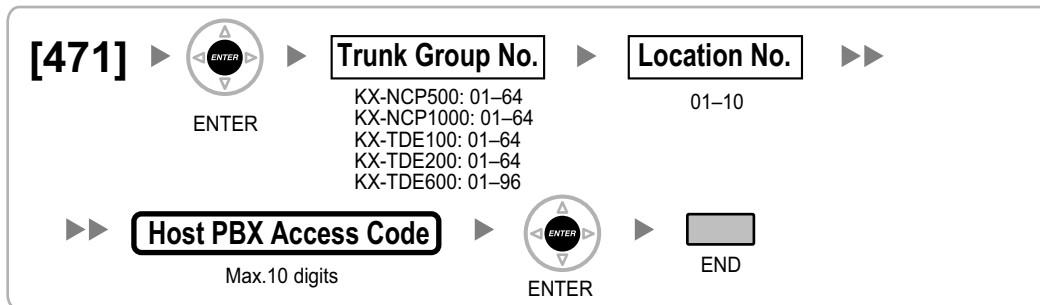 [471] ENTER Trunk Group No. Location No.
ENTER
KX-NCP500: 01–64
KX-NCP1000: 01–64
KX-TDE100: 01–64
KX-TDE200: 01–64
KX-TDE600: 01–96
01–10
Host PBX Access Code ENTER
Max.10 digits
ENTER
END